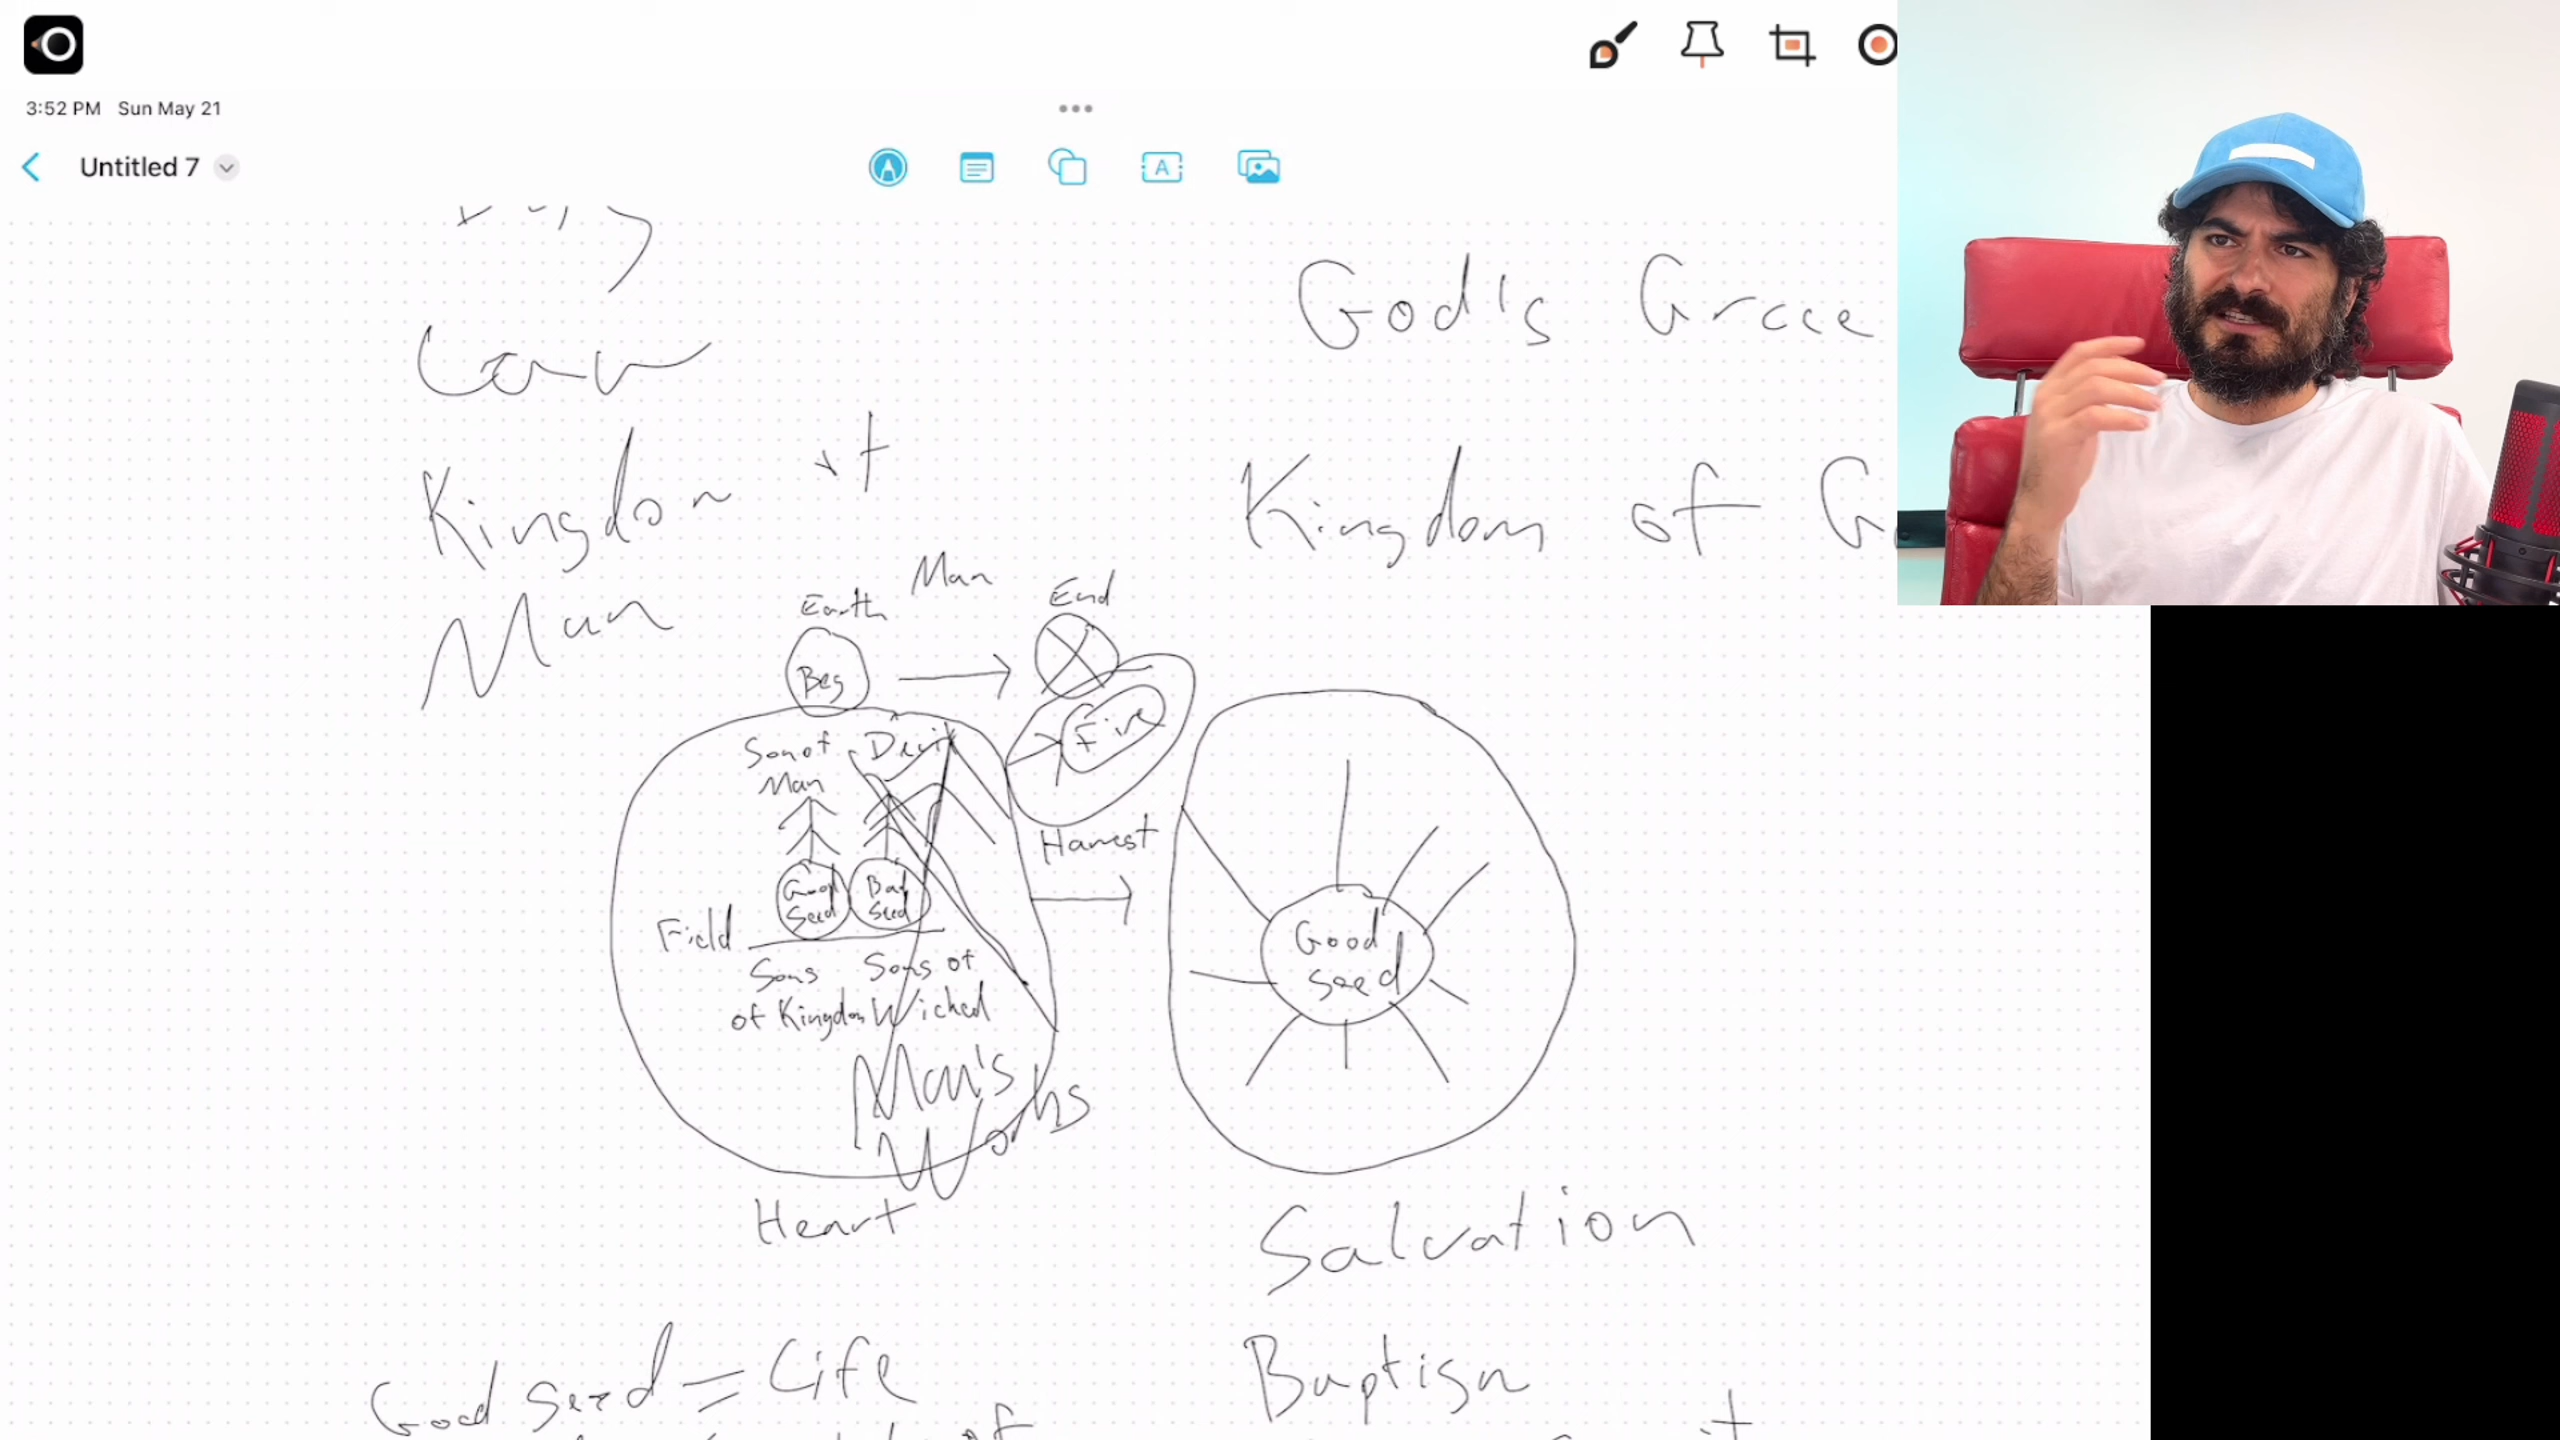 3:52 PM Sun May 21
Untitled 7
A
Law
God's Grace
Kingdom of
Kingdom of G
Man
Man
Earth
End
Beg
Fire
Son of
Man
Devil
Harvest
Good
Seed
Bad
Seed
Field
Sons
of Kingdom
Sons of
Wicked
Good
seed
Man's
Works
Heart
Salvation
Good seed = Life
Baptism
of